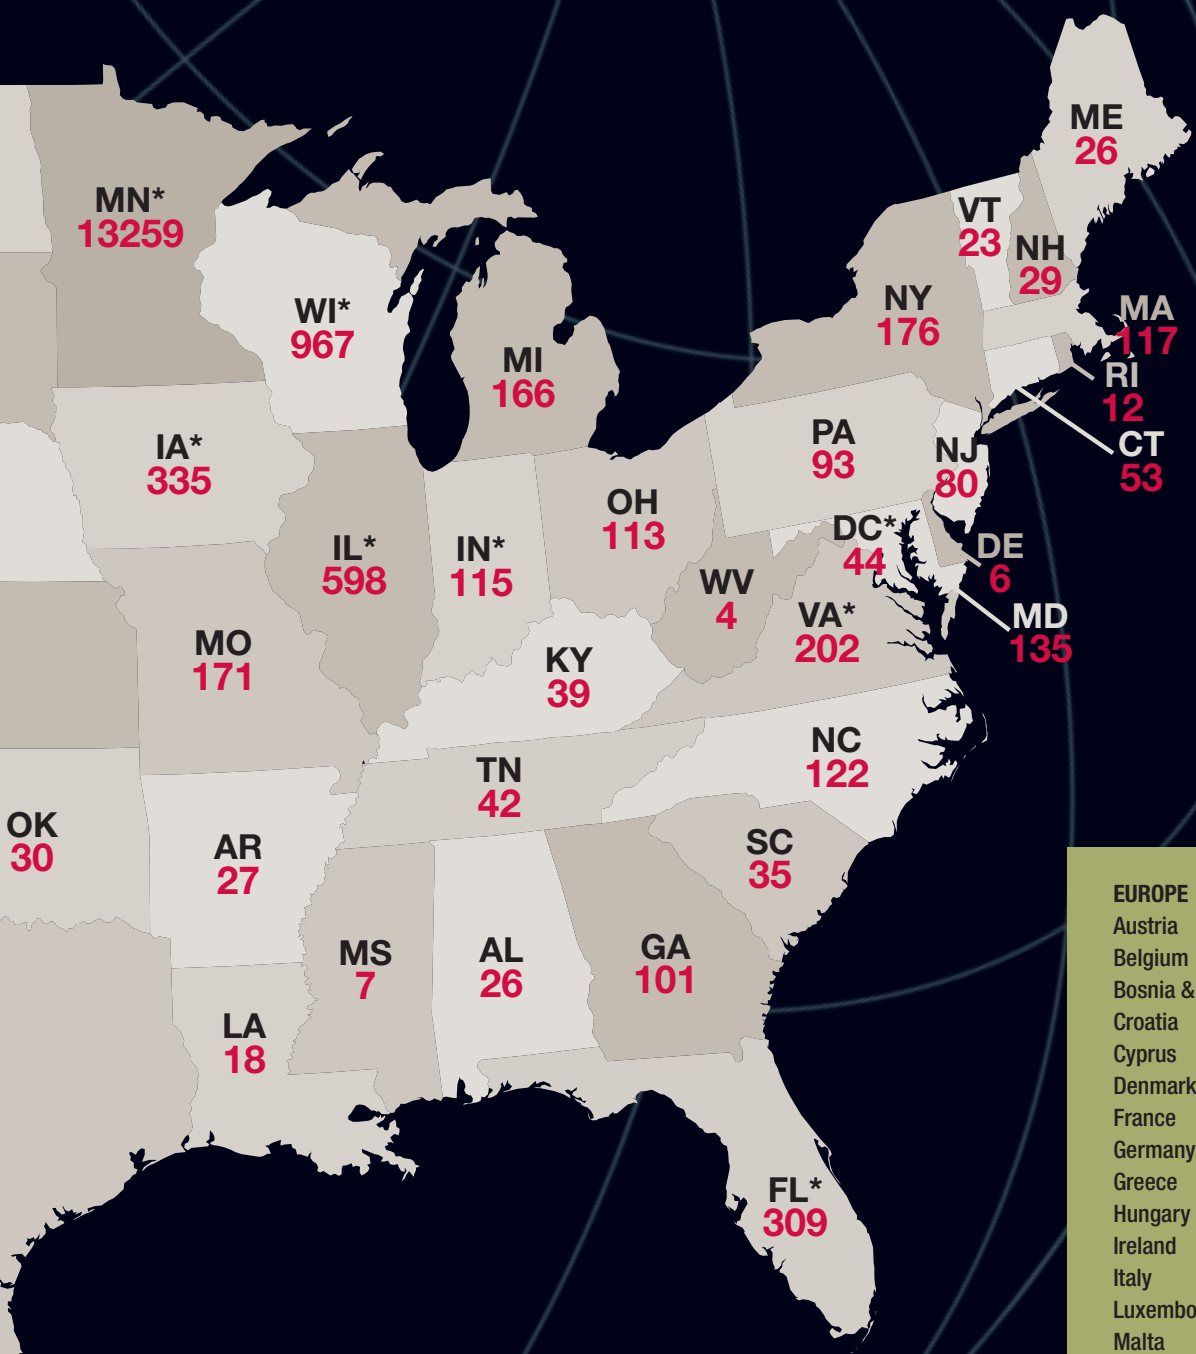 ME
26
MN*
13259
VT
23
NH
29
WI*
967
NY
176
MA
117
MI
166
RI
12
IA*
335
PA
93
NJ
80
CT
53
OH
113
DC*
44
IL*
598
IN*
115
DE
6
WV
4
VA*
202
MD
135
MO
171
KY
39
NC
122
TN
42
OK
30
AR
27
SC
35
MS
7
AL
26
GA
101
LA
18
FL*
309
EUROPE
Austria
Belgium
Bosnia &
Croatia
Cyprus
Denmark
France
Germany
Greece
Hungary
Ireland
Italy
Luxembo
Malta